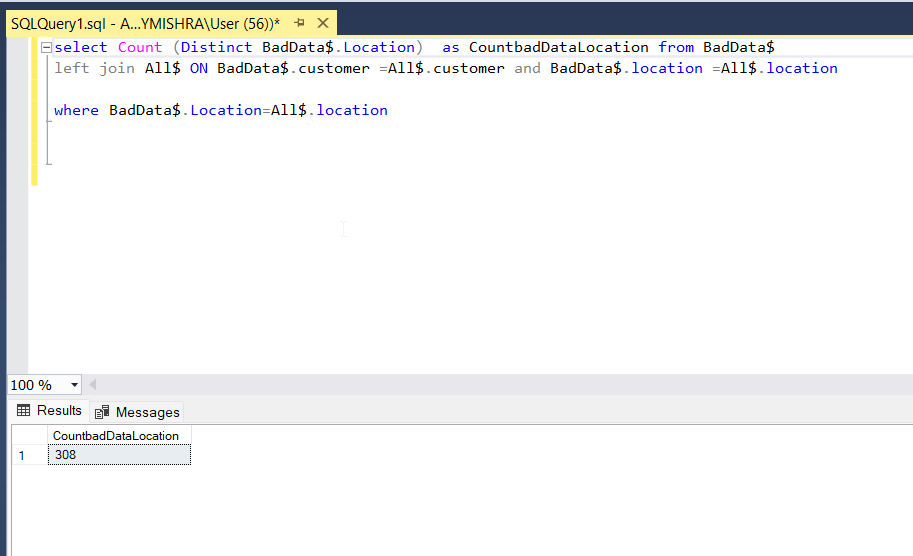 SQLQuery1.sql - A...YMISHRA\User (56))*
select Count (Distinct BadData$.Location)  as CountbadDataLocation from BadData$
left join All$ ON BadData$.customer =All$.customer and BadData$.location =All$.location
where BadData$.Location=All$.location
100 %
Results Messages
CountbadDataLocation
1 308